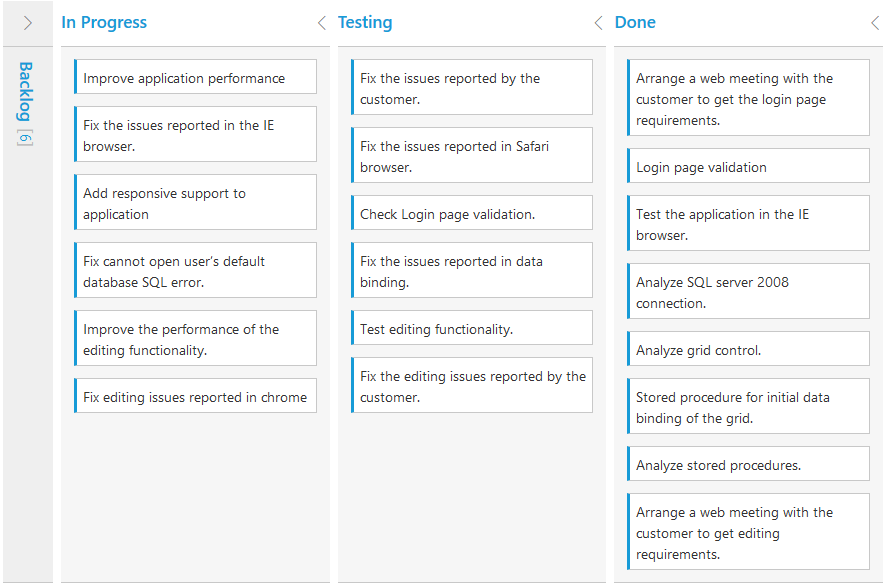 Backlog [6]
In Progress
Improve application performance
Fix the issues reported in the IE
browser.
Add responsive support to
application
Fix cannot open user's default
database SQL error.
Improve the performance of the
editing functionality.
Fix editing issues reported in chrome
Testing
Fix the issues reported by the
customer.
Fix the issues reported in Safari
browser.
Check Login page validation.
Fix the issues reported in data
binding.
Test editing functionality.
Fix the editing issues reported by the
customer.
Done
Arrange a web meeting with the
customer to get the login page
requirements.
Login page validation
Test the application in the IE
browser.
Analyze SQL server 2008
connection.
Analyze grid control.
Stored procedure for initial data
binding of the grid.
Analyze stored procedures.
Arrange a web meeting with the
customer to get editing
requirements.